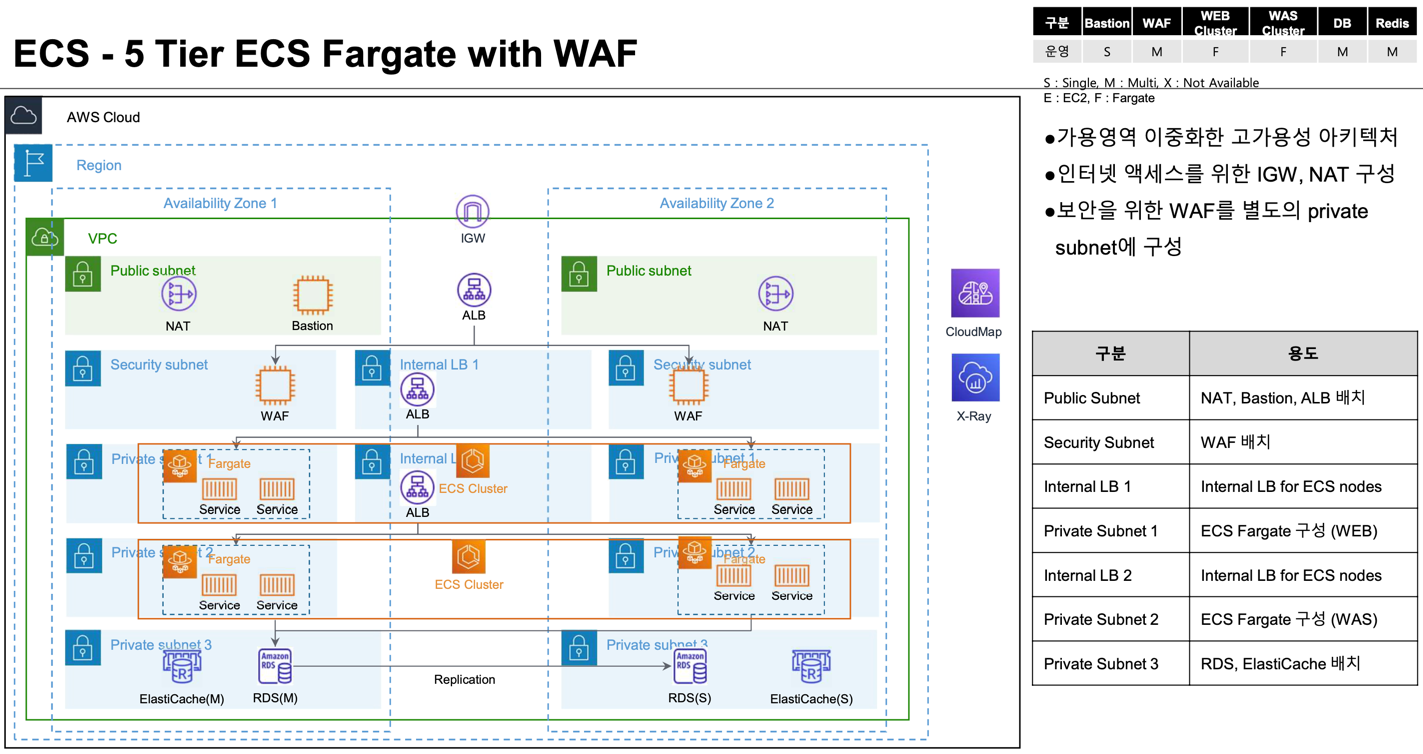 ECS - 5 Tier ECS Fargate with WAF
구분 Bastion WAF WEB Cluster WAS Cluster DB Redis
운영 S M F F M M
S : Single, M : Multi, X : Not Available
E : EC2, F : Fargate
●가용영역 이중화한 고가용성 아키텍처
●인터넷 액세스를 위한 IGW, NAT 구성
●보안을 위한 WAF를 별도의 private
subnet에 구성
AWS Cloud
Region
Availability Zone 1
Availability Zone 2
IGW
VPC
Public subnet
NAT
Bastion
ALB
Public subnet
NAT
CloudMap
X-Ray
Security subnet
WAF
Internal LB 1
ALB
Security subnet
WAF
Private subnet 1
Fargate
Service Service
Internal L
ALB
ECS Cluster
Private subnet 1
Fargate
Service Service
Private subnet 2
Fargate
Service Service
ECS Cluster
Private subnet 2
Fargate
Service Service
Private subnet 3
ElastiCache(M)
Amazon
RDS
RDS(M)
Replication
Private subnet 3
Amazon
RDS
RDS(S)
ElastiCache(S)
구분 용도
Public Subnet NAT, Bastion, ALB 배치
Security Subnet WAF 배치
Internal LB 1 Internal LB for ECS nodes
Private Subnet 1 ECS Fargate 구성 (WEB)
Internal LB 2 Internal LB for ECS nodes
Private Subnet 2 ECS Fargate 구성 (WAS)
Private Subnet 3 RDS, ElastiCache 배치